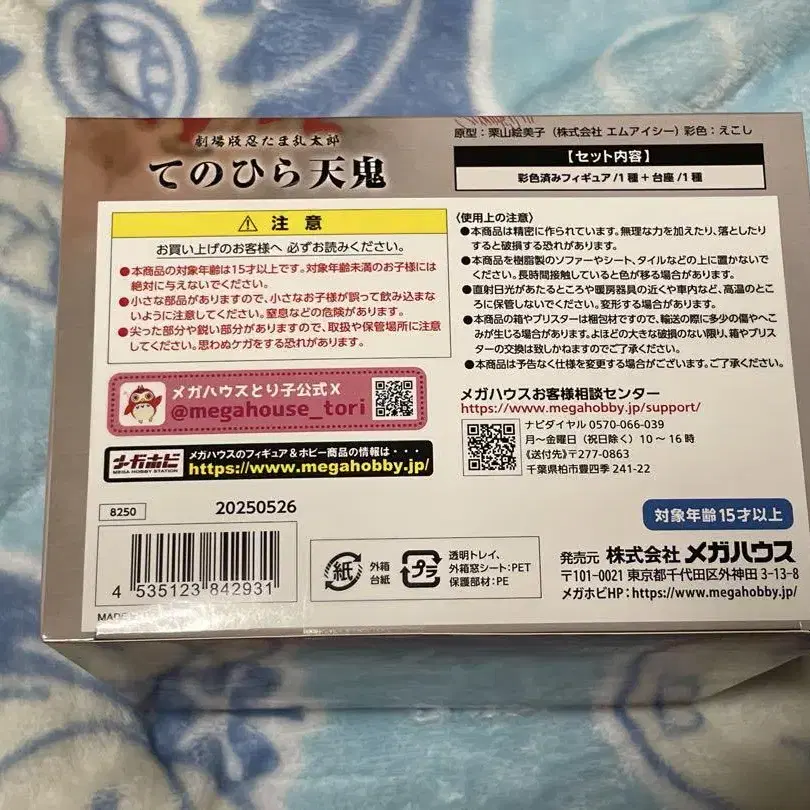 劇場版忍たま乱太郎
てのひら天鬼
原型：栗山絵美子（株式会社 エムアイシー）彩色：えこし
【セット内容】
彩色済みフィギュア/1種＋台座/1種
⚠ 注 意
お買い上げのお客様へ 必ずお読みください。
●本商品の対象年齢は15才以上です。対象年齢未満のお子様には
絶対に与えないでください。
●小さな部品がありますので、小さなお子様が誤って飲み込まな
いように注意してください。窒息などの危険があります。
●尖った部分や鋭い部分がありますので、取扱や保管場所に注意
してください。思わぬケガをする恐れがあります。
〈使用上の注意〉
●本商品は精密に作られています。無理な力を加えたり、落としたり
すると破損する恐れがあります。
●本商品を樹脂製のソファーやシート、タイルなどの上に置かないで
ください。長時間接触していると色が移る場合があります。
●直射日光があたるところや暖房器具の近くや車内など、高温のとこ
ろに保管しないでください。変形する場合があります。
●本商品の箱やブリスターは梱包材ですので、輸送の際に多少の傷やへこ
みが生じる場合があります。よほどの大きな破損のない限り、箱やブリス
ターの交換は致しかねますのでご了承ください。
●本商品は予告なく仕様を変更する場合がございます。ご了承ください。
メガハウスとり子公式X
@megahouse_tori
メガホビ
MEGA HOBBY STATION
メガハウスのフィギュア＆ホビー商品の情報は・・・
https://www.megahobby.jp/
メガハウスお客様相談センター
https://www.megahobby.jp/support/
ナビダイヤル 0570-066-039
月〜金曜日（祝日除く）10〜16時
《送付先》〒277-0863
千葉県柏市豊四季 241-22
8250
20250526
4 535123 842931
紙
外箱
台紙
プラ
透明トレイ、
外箱窓シート:PET
保護部材:PE
対象年齢15才以上
発売元 株式会社 メガハウス
〒101-0021 東京都千代田区外神田 3-13-8
メガホビHP：https://www.megahobby.jp/